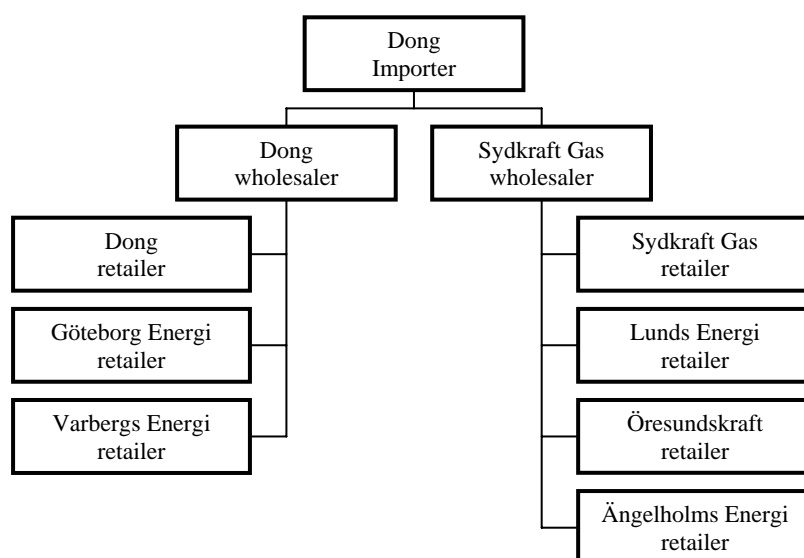 Dong
Importer
Dong
wholesaler
Sydkraft Gas
wholesaler
Dong
retailer
Göteborg Energi
retailer
Varbergs Energi
retailer
Sydkraft Gas
retailer
Lunds Energi
retailer
Öresundskraft
retailer
Ängelholms Energi
retailer